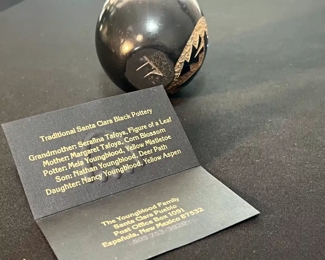 Traditional Santa Clara Black Pottery
Grandmother: Serafina Tafoya, Figure of a Leaf
Mother: Margaret Tafoya, Corn Blossom
Potter: Mela Youngblood, Yellow Mistletoe
Son: Nathan Youngblood, Deer Path
Daughter: Nancy Youngblood, Yellow Aspen
The Youngblood Family
Santa Clara Pueblo
Post Office Box 1091
Española, New Mexico 87532